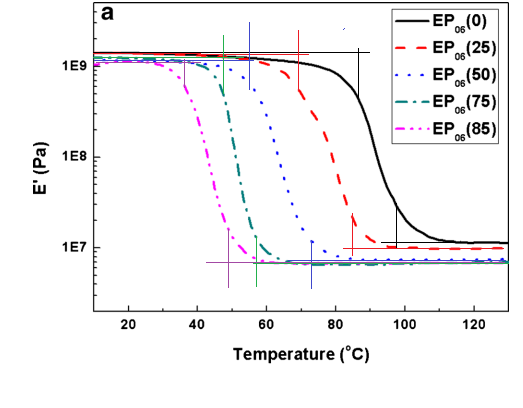 a
EP06(0)
EP06(25)
EP06(50)
EP06(75)
EP06(85)
1E9
1E8
1E7
E' (Pa)
20 40 60 80 100 120
Temperature (°C)